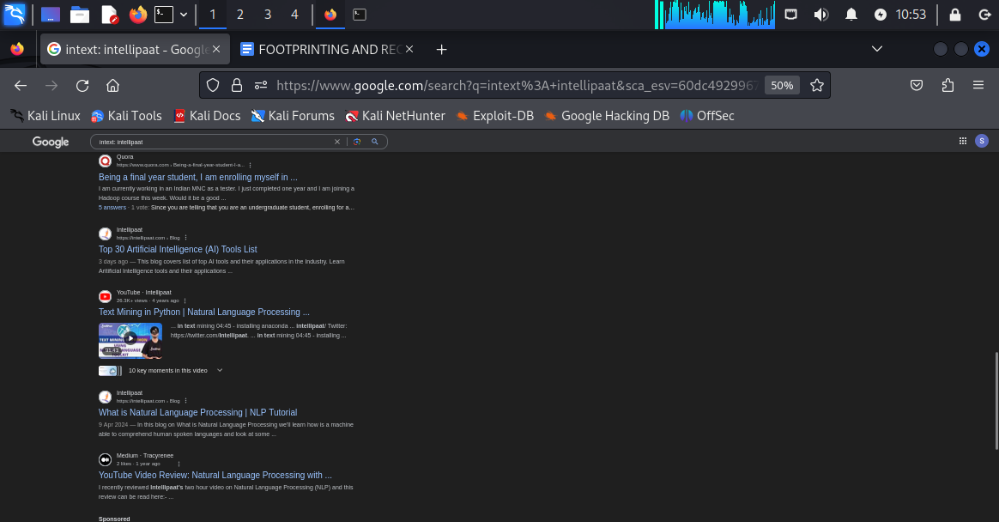 1 2 3 4
10:53
intext: intellipaat - Google
FOOTPRINTING AND REC
https://www.google.com/search?q=intext%3A+intellipaat&sca_esv=60dc4929967
50%
Kali Linux Kali Tools Kali Docs Kali Forums Kali NetHunter Exploit-DB Google Hacking DB OffSec
Google
intext: intellipaat
S
Quora
https://www.quora.com › Being-a-final-year-student-I-a...
Being a final year student, I am enrolling myself in ...
I am currently working in an Indian MNC as a tester. I just completed one year and I am joining a
Hadoop course this week. Would it be a good ...
5 answers · 1 vote: Since you are telling that you are an undergraduate student, enrolling for a...
Intellipaat
https://intellipaat.com › Blog
Top 30 Artificial Intelligence (AI) Tools List
3 days ago — This blog covers list of top AI tools and their applications in the Industry. Learn
Aritificial Intelligence tools and their applications ...
YouTube · Intellipaat
26.3K+ views · 4 years ago
Text Mining in Python | Natural Language Processing ...
... in text mining 04:45 - installing anaconda ... intellipaat/ Twitter:
https://twitter.com/Intellipaat. ... in text mining 04:45 - installing ...
10 key moments in this video
Intellipaat
https://intellipaat.com › Blog
What is Natural Language Processing | NLP Tutorial
9 Apr 2024 — In this blog on What is Natural Language Processing we'll learn how is a machine
able to comprehend human spoken languages and look at some ...
Medium · Tracyrenee
2 likes · 1 year ago
YouTube Video Review: Natural Language Processing with ...
I recently reviewed Intellipaat's two hour video on Natural Language Processing (NLP) and this
review can be read here:- ...
Sponsored